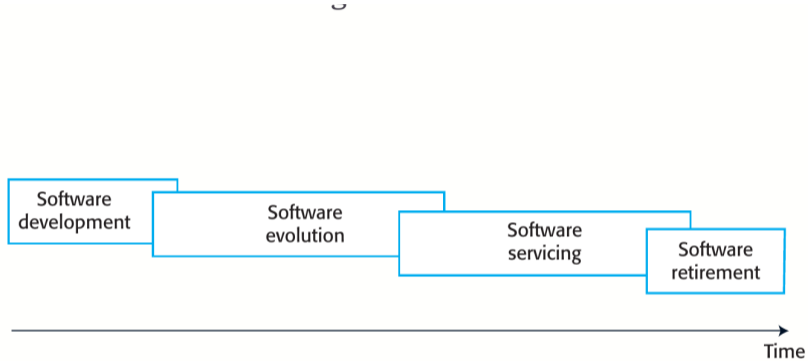 Software
development
Software
evolution
Software
servicing
Software
retirement
Time